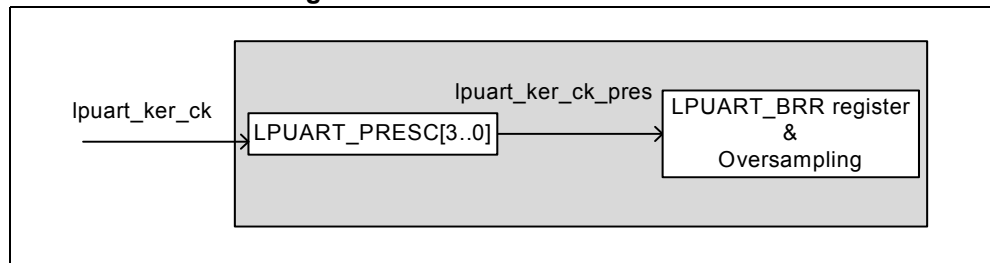 lpuart_ker_ck
LPUART_PRESC[3..0]
lpuart_ker_ck_pres
LPUART_BRR register
&
Oversampling